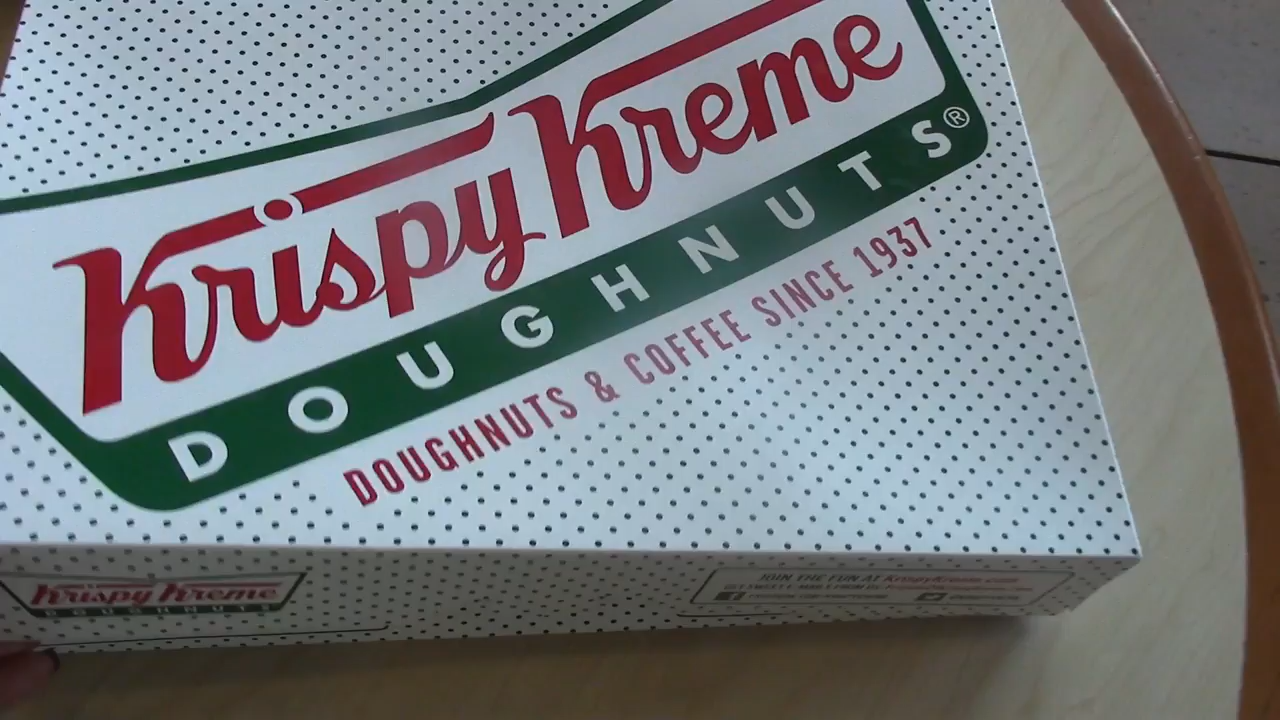 Krispy Kreme
DOUGHNUTS®
DOUGHNUTS & COFFEE SINCE 1937
Krispy Kreme
DOUGHNUTS
JOIN THE FUN AT KrispyKreme.com